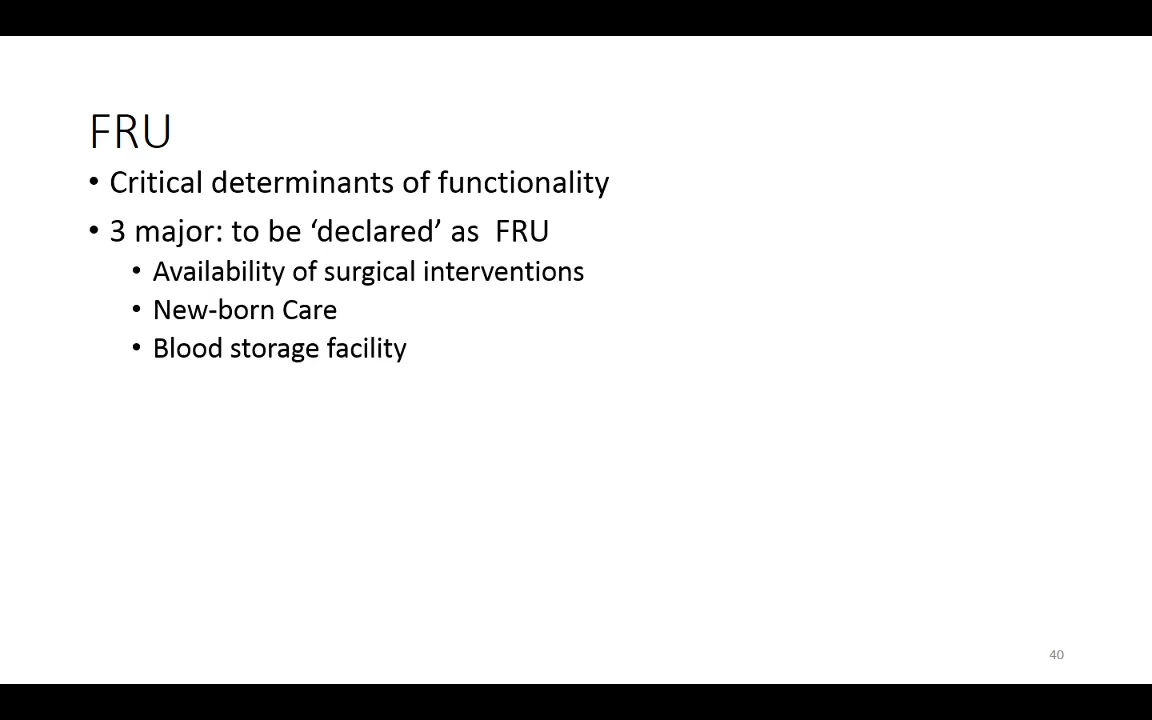 FRU
• Critical determinants of functionality
• 3 major: to be ‘declared’ as  FRU
• Availability of surgical interventions
• New-born Care
• Blood storage facility
40